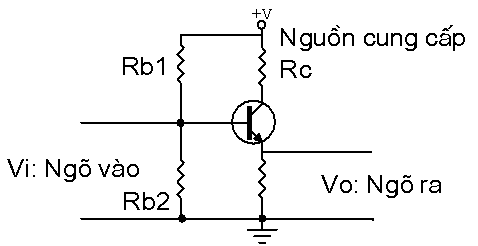 +V
Nguồn cung cấp
Rb1
Rc
Vi: Ngõ vào
Vo: Ngõ ra
Rb2